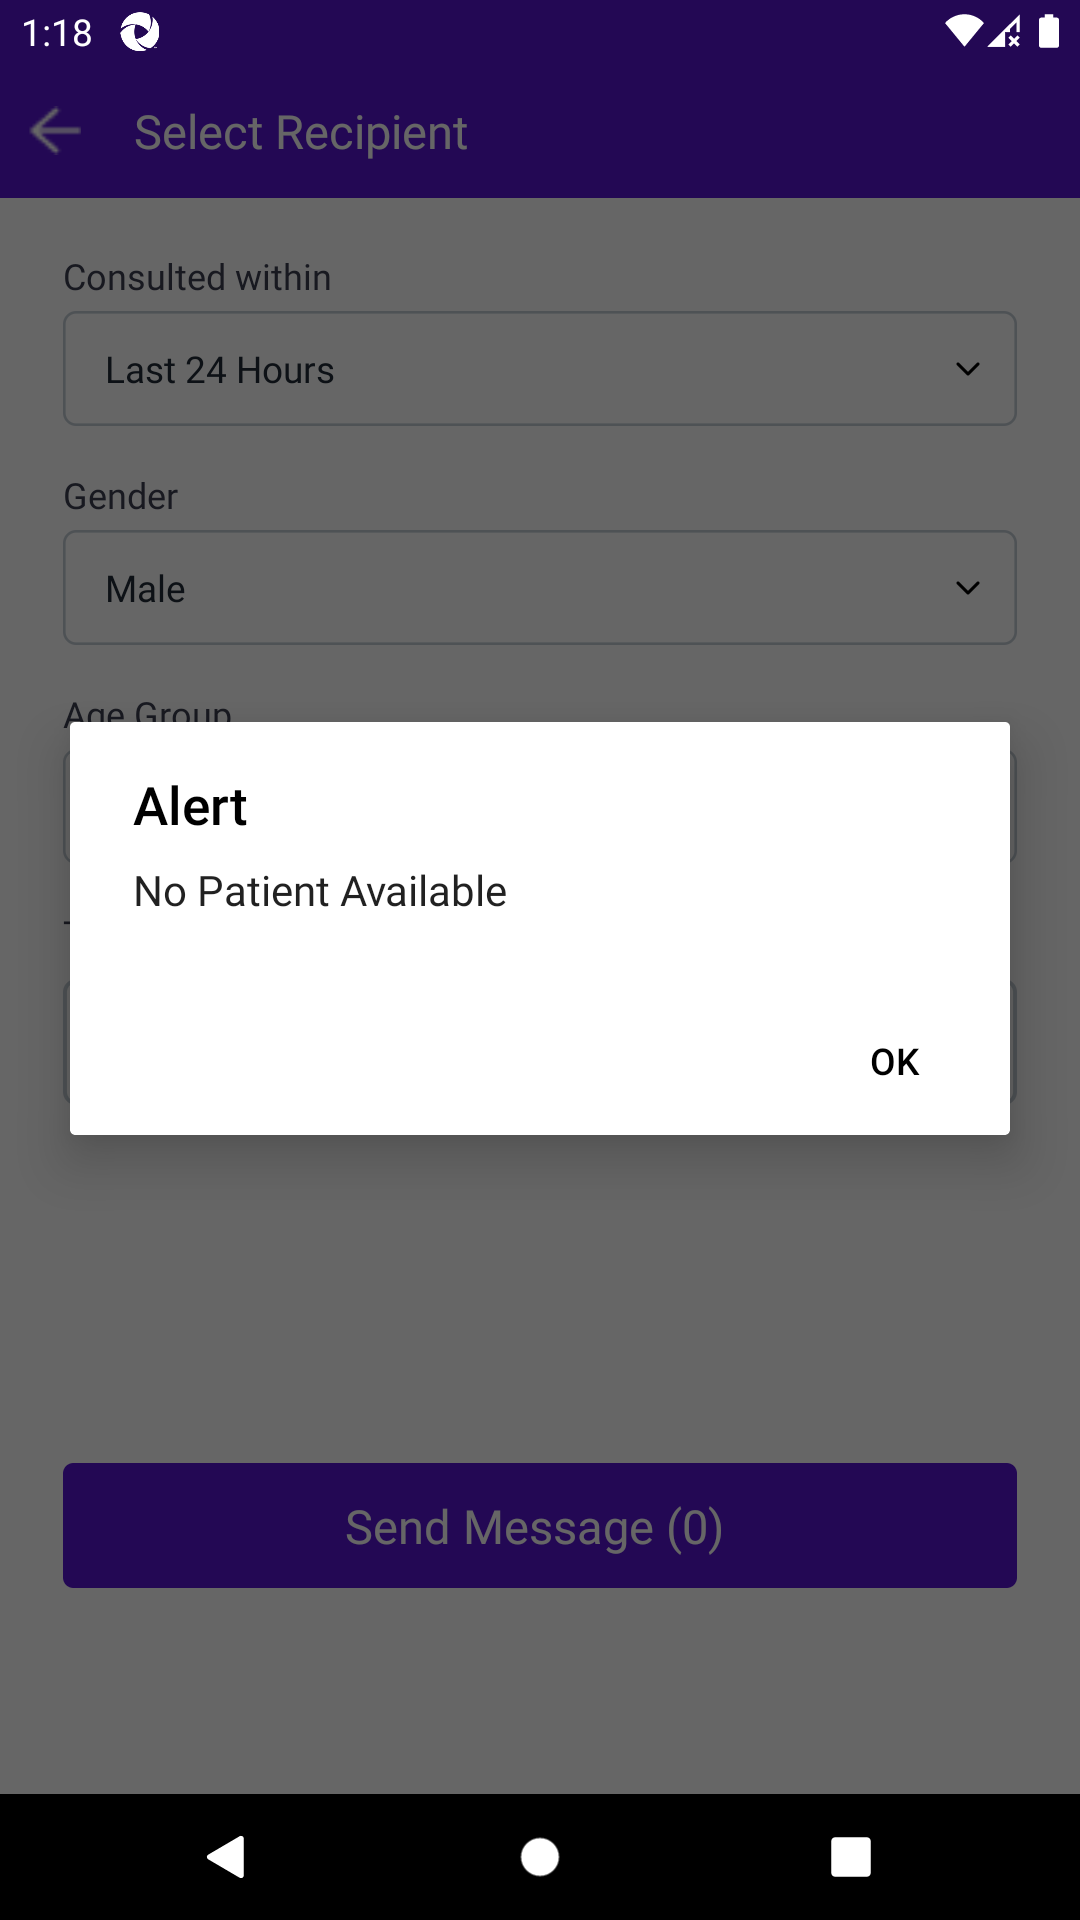 1:18
Select Recipient
Consulted within
Last 24 Hours
Gender
Male
Age Group
Alert
No Patient Available
OK
Send Message (0)